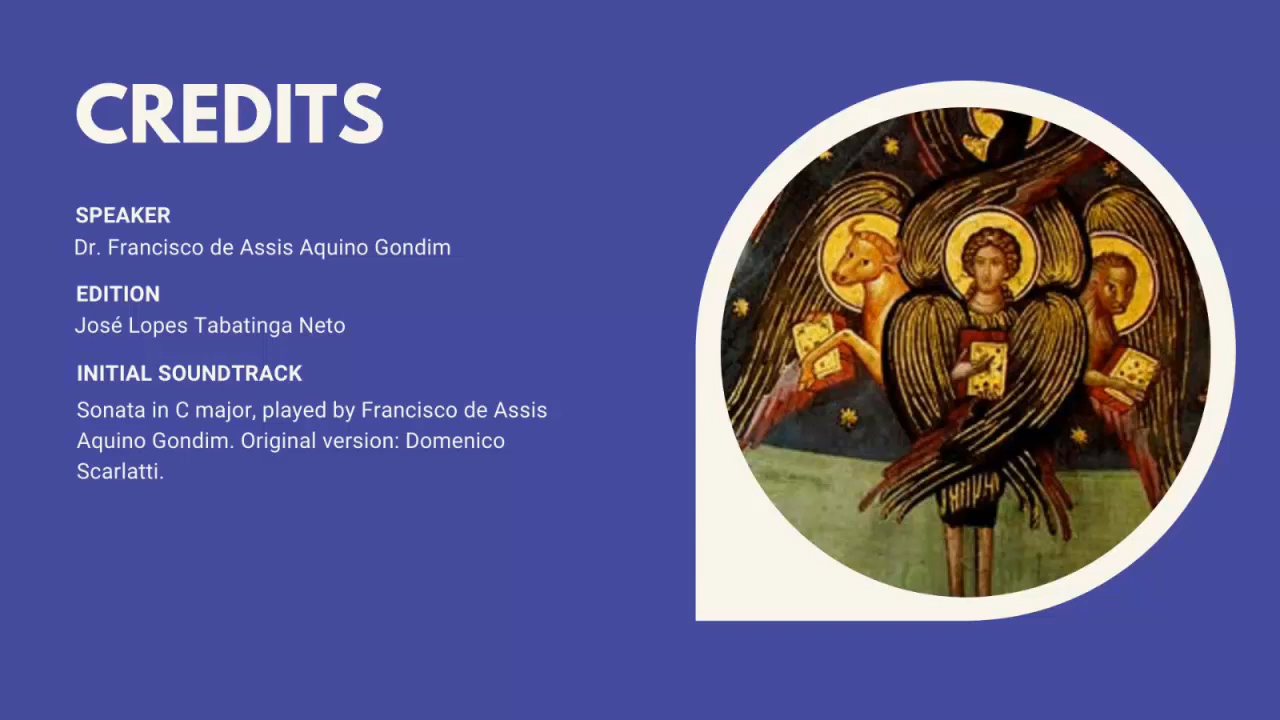 CREDITS
SPEAKER
Dr. Francisco de Assis Aquino Gondim
EDITION
José Lopes Tabatinga Neto
INITIAL SOUNDTRACK
Sonata in C major, played by Francisco de Assis
Aquino Gondim. Original version: Domenico
Scarlatti.